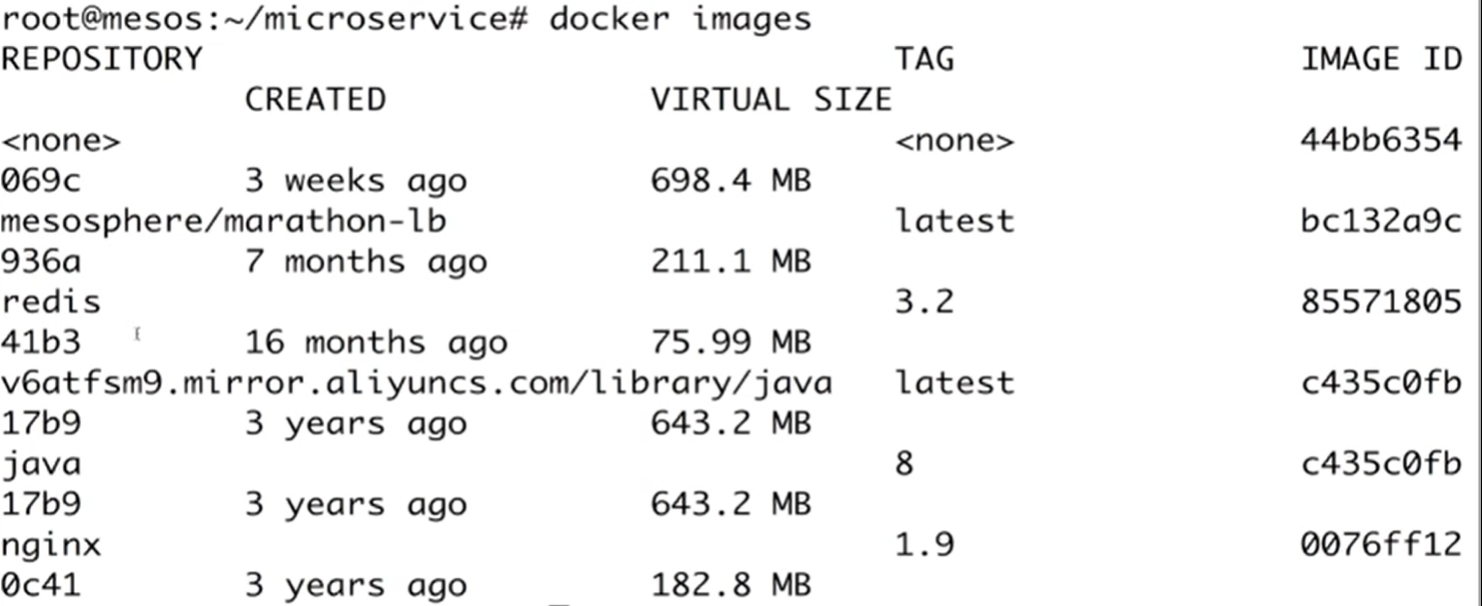 root@mesos:~/microservice# docker images
REPOSITORY TAG IMAGE ID
CREATED VIRTUAL SIZE
<none> <none> 44bb6354
069c 3 weeks ago 698.4 MB
mesosphere/marathon-lb latest bc132a9c
936a 7 months ago 211.1 MB
redis 3.2 85571805
41b3 16 months ago 75.99 MB
v6atfsm9.mirror.aliyuncs.com/library/java latest c435c0fb
17b9 3 years ago 643.2 MB
java 8 c435c0fb
17b9 3 years ago 643.2 MB
nginx 1.9 0076ff12
0c41 3 years ago 182.8 MB